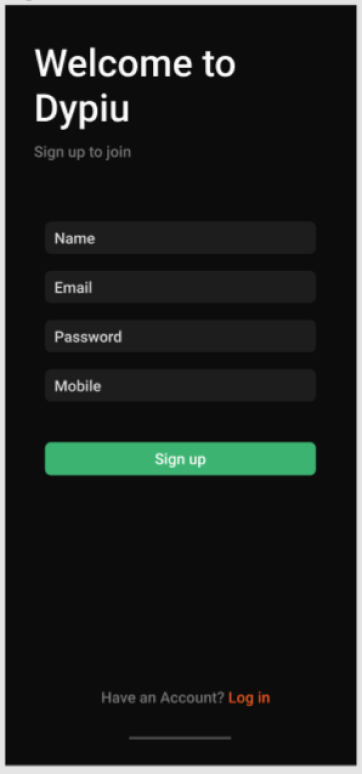 Welcome to
Dypiu
Sign up to join
Name
Email
Password
Mobile
Sign up
Have an Account? Log in